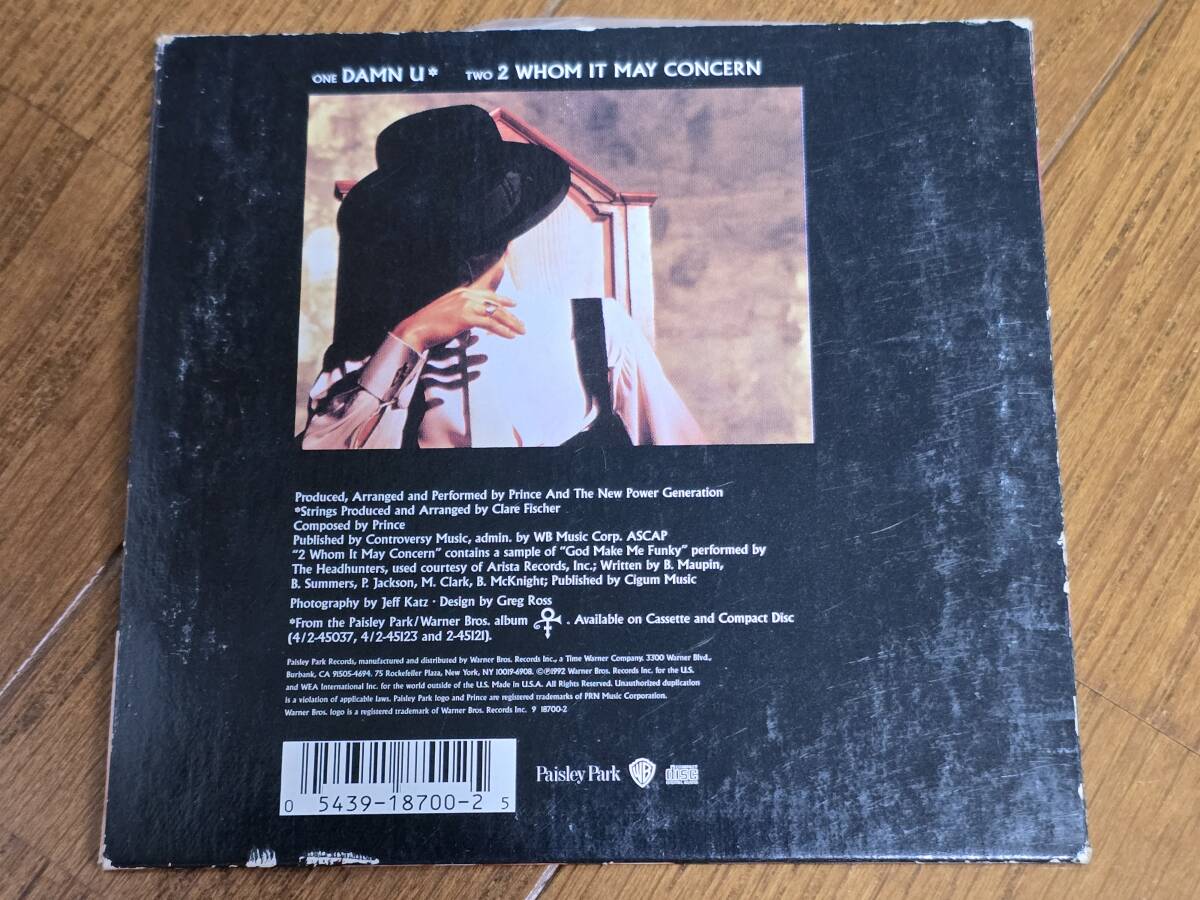 ONE DAMN U* TWO 2 WHOM IT MAY CONCERN
Produced, Arranged and Performed by Prince And The New Power Generation
*Strings Produced and Arranged by Clare Fischer
Composed by Prince
Published by Controversy Music, admin. by WB Music Corp. ASCAP
"2 Whom It May Concern" contains a sample of "God Make Me Funky" performed by
The Headhunters, used courtesy of Arista Records, Inc.; Written by B. Maupin,
B. Summers, P. Jackson, M. Clark, B. McKnight; Published by Cigum Music
Photography by Jeff Katz · Design by Greg Ross
*From the Paisley Park/Warner Bros. album . Available on Cassette and Compact Disc
(4/2-45037, 4/2-45123 and 2-45121).
Paisley Park Records, manufactured and distributed by Warner Bros. Records Inc., a Time Warner Company. 3300 Warner Blvd.,
Burbank, CA 91505-4694. 75 Rockefeller Plaza, New York, NY 10019-6908. ©℗1992 Warner Bros. Records Inc. for the U.S.
and WEA International Inc. for the world outside of the U.S. Made in U.S.A. All Rights Reserved. Unauthorized duplication
is a violation of applicable laws. Paisley Park logo and Prince are registered trademarks of PRN Music Corporation.
Warner Bros. logo is a registered trademark of Warner Bros. Records Inc. 9 18700-2
0 5439-18700-2 5
Paisley Park WB COMPACT disc DIGITAL AUDIO